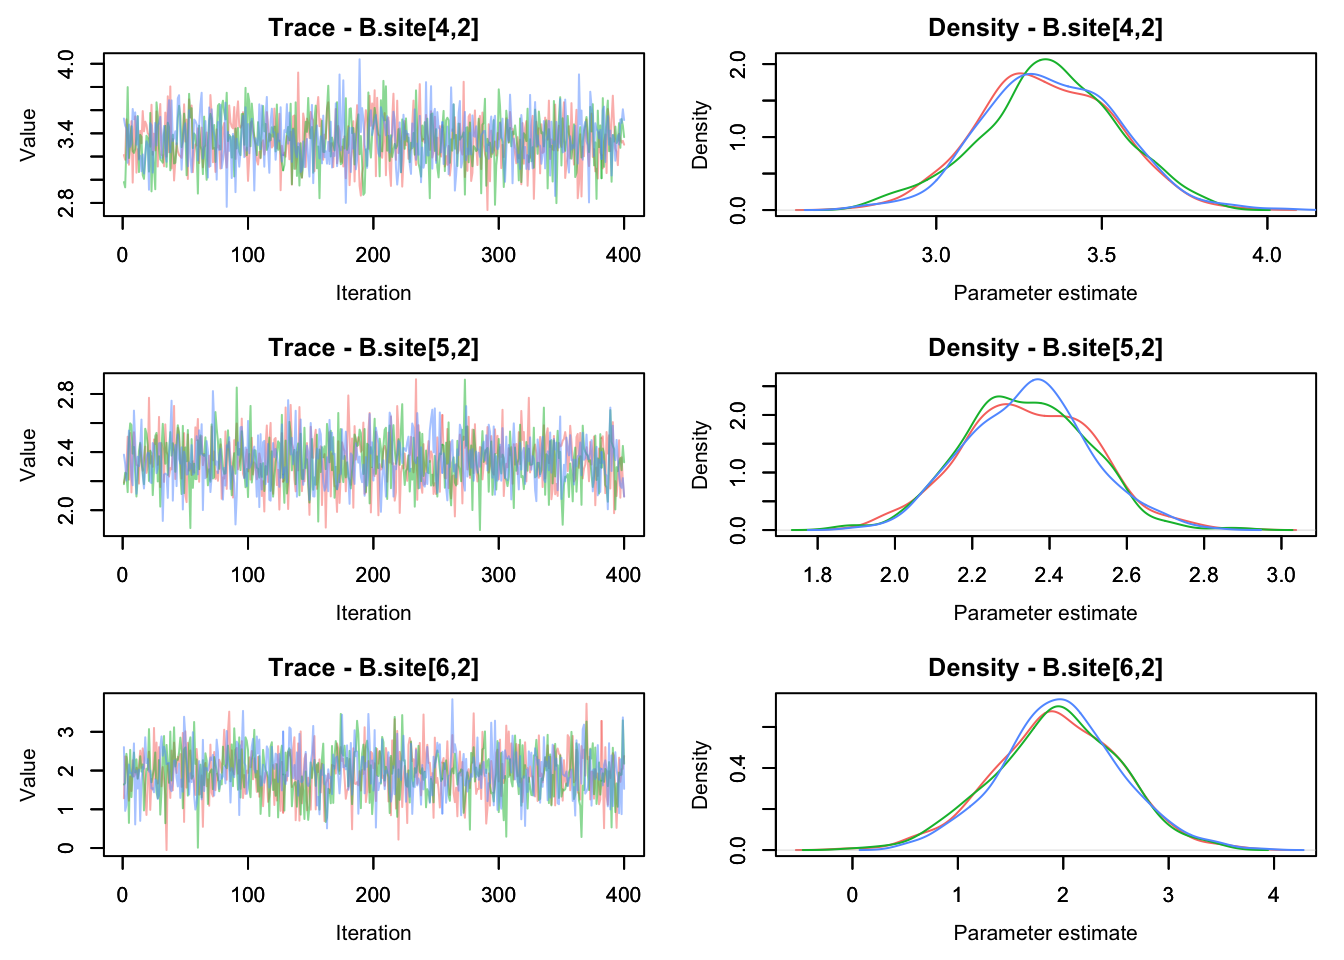 Trace - B.site[4,2]
Value
2.8 3.4 4.0
0 100 200 300 400
Iteration
Density - B.site[4,2]
Density
0.0 1.0 2.0
3.0 3.5 4.0
Parameter estimate
Trace - B.site[5,2]
Value
2.0 2.4 2.8
0 100 200 300 400
Iteration
Density - B.site[5,2]
Density
0.0 1.0 2.0
1.8 2.0 2.2 2.4 2.6 2.8 3.0
Parameter estimate
Trace - B.site[6,2]
Value
0 1 2 3
0 100 200 300 400
Iteration
Density - B.site[6,2]
Density
0.0 0.4
0 1 2 3 4
Parameter estimate